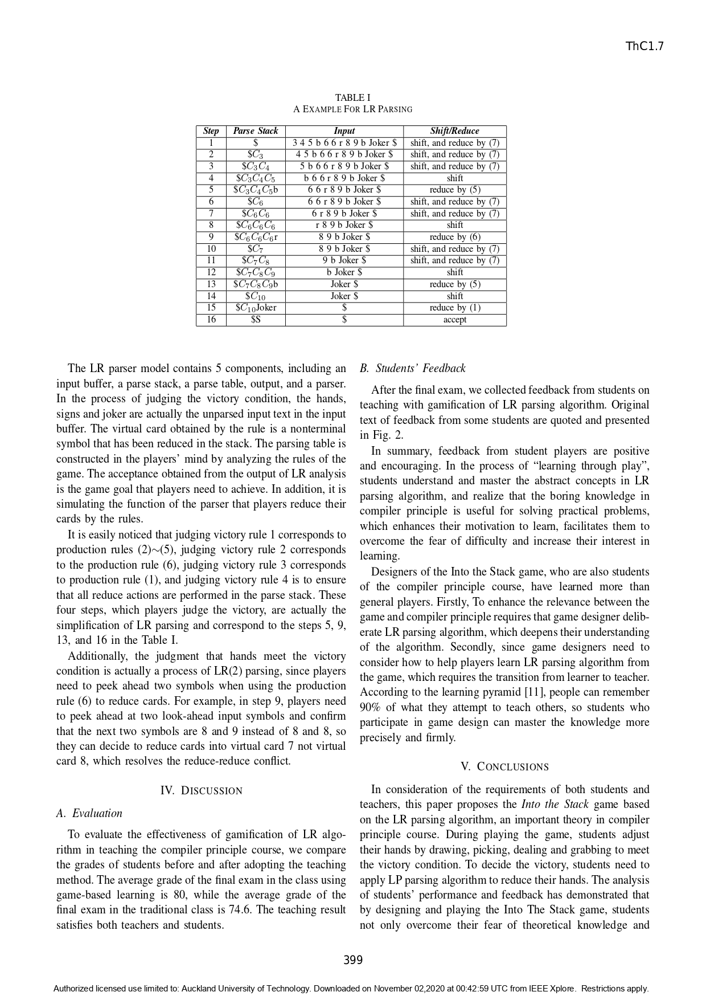 ThC1.7
TABLE I
A EXAMPLE FOR LR PARSING
Step Parse Stack Input Shift/Reduce
1 $ 3 4 5 b 6 6 r 8 9 b Joker $ shift, and reduce by (7)
2 $C3 4 5 b 6 6 r 8 9 b Joker $ shift, and reduce by (7)
3 $C3C4 5 b 6 6 r 8 9 b Joker $ shift, and reduce by (7)
4 $C3C4C5 b 6 6 r 8 9 b Joker $ shift
5 $C3C4C5b 6 6 r 8 9 b Joker $ reduce by (5)
6 $C6 6 6 r 8 9 b Joker $ shift, and reduce by (7)
7 $C6C6 6 r 8 9 b Joker $ shift, and reduce by (7)
8 $C6C6C6 r 8 9 b Joker $ shift
9 $C6C6C6r 8 9 b Joker $ reduce by (6)
10 $C7 8 9 b Joker $ shift, and reduce by (7)
11 $C7C8 9 b Joker $ shift, and reduce by (7)
12 $C7C8C9 b Joker $ shift
13 $C7C8C9b Joker $ reduce by (5)
14 $C10 Joker $ shift
15 $C10Joker $ reduce by (1)
16 $S $ accept
The LR parser model contains 5 components, including an
input buffer, a parse stack, a parse table, output, and a parser.
In the process of judging the victory condition, the hands,
signs and joker are actually the unparsed input text in the input
buffer. The virtual card obtained by the rule is a nonterminal
symbol that has been reduced in the stack. The parsing table is
constructed in the players' mind by analyzing the rules of the
game. The acceptance obtained from the output of LR analysis
is the game goal that players need to achieve. In addition, it is
simulating the function of the parser that players reduce their
cards by the rules.
It is easily noticed that judging victory rule 1 corresponds to
production rules (2)∼(5), judging victory rule 2 corresponds
to the production rule (6), judging victory rule 3 corresponds
to production rule (1), and judging victory rule 4 is to ensure
that all reduce actions are performed in the parse stack. These
four steps, which players judge the victory, are actually the
simplification of LR parsing and correspond to the steps 5, 9,
13, and 16 in the Table I.
Additionally, the judgment that hands meet the victory
condition is actually a process of LR(2) parsing, since players
need to peek ahead two symbols when using the production
rule (6) to reduce cards. For example, in step 9, players need
to peek ahead at two look-ahead input symbols and confirm
that the next two symbols are 8 and 9 instead of 8 and 8, so
they can decide to reduce cards into virtual card 7 not virtual
card 8, which resolves the reduce-reduce conflict.
IV. DISCUSSION
A. Evaluation
To evaluate the effectiveness of gamification of LR algo-
rithm in teaching the compiler principle course, we compare
the grades of students before and after adopting the teaching
method. The average grade of the final exam in the class using
game-based learning is 80, while the average grade of the
final exam in the traditional class is 74.6. The teaching result
satisfies both teachers and students.
B. Students' Feedback
After the final exam, we collected feedback from students on
teaching with gamification of LR parsing algorithm. Original
text of feedback from some students are quoted and presented
in Fig. 2.
In summary, feedback from student players are positive
and encouraging. In the process of “learning through play”,
students understand and master the abstract concepts in LR
parsing algorithm, and realize that the boring knowledge in
compiler principle is useful for solving practical problems,
which enhances their motivation to learn, facilitates them to
overcome the fear of difficulty and increase their interest in
learning.
Designers of the Into the Stack game, who are also students
of the compiler principle course, have learned more than
general players. Firstly, To enhance the relevance between the
game and compiler principle requires that game designer delib-
erate LR parsing algorithm, which deepens their understanding
of the algorithm. Secondly, since game designers need to
consider how to help players learn LR parsing algorithm from
the game, which requires the transition from learner to teacher.
According to the learning pyramid [11], people can remember
90% of what they attempt to teach others, so students who
participate in game design can master the knowledge more
precisely and firmly.
V. CONCLUSIONS
In consideration of the requirements of both students and
teachers, this paper proposes the Into the Stack game based
on the LR parsing algorithm, an important theory in compiler
principle course. During playing the game, students adjust
their hands by drawing, picking, dealing and grabbing to meet
the victory condition. To decide the victory, students need to
apply LP parsing algorithm to reduce their hands. The analysis
of students' performance and feedback has demonstrated that
by designing and playing the Into The Stack game, students
not only overcome their fear of theoretical knowledge and
399
Authorized licensed use limited to: Auckland University of Technology. Downloaded on November 02,2020 at 00:42:59 UTC from IEEE Xplore. Restrictions apply.